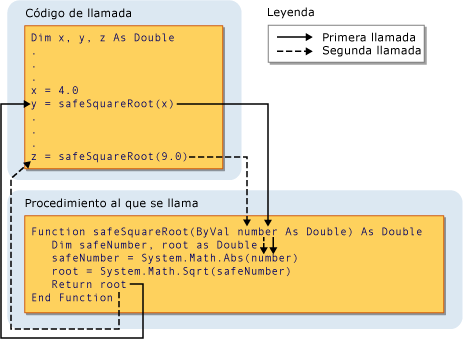 Código de llamada
Dim x, y, z As Double
.
.
.
x = 4.0
y = safeSquareRoot(x)
.
.
.
z = safeSquareRoot(9.0)
Leyenda
Primera llamada
Segunda llamada
Procedimiento al que se llama
Function safeSquareRoot(ByVal number As Double) As Double
Dim safeNumber, root as Double
safeNumber = System.Math.Abs(number)
root = System.Math.Sqrt(safeNumber)
Return root
End Function